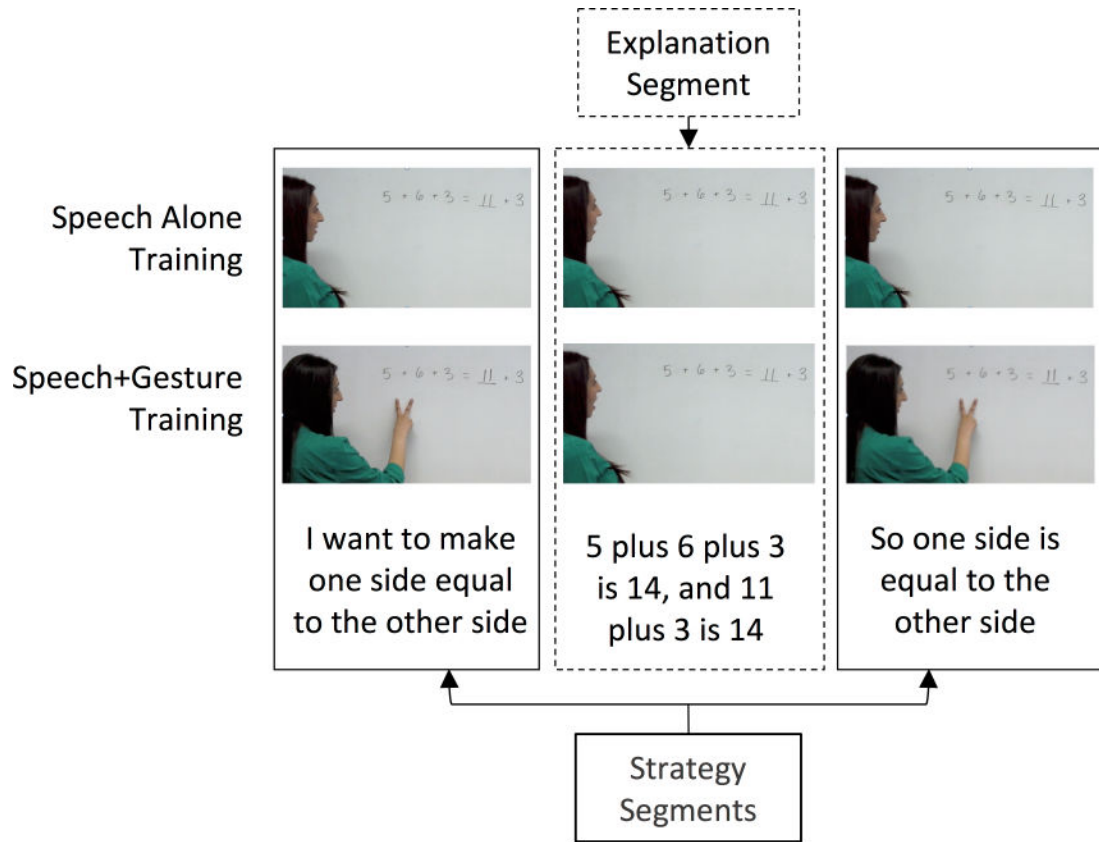 Explanation
Segment
Speech Alone
Training
5 + 6 + 3 = 11 + 3
5 + 6 + 3 = 11 + 3
5 + 6 + 3 = 11 + 3
Speech+Gesture
Training
5 + 6 + 3 = 11 + 3
5 + 6 + 3 = 11 + 3
5 + 6 + 3 = 11 + 3
I want to make
one side equal
to the other side
5 plus 6 plus 3
is 14, and 11
plus 3 is 14
So one side is
equal to the
other side
Strategy
Segments